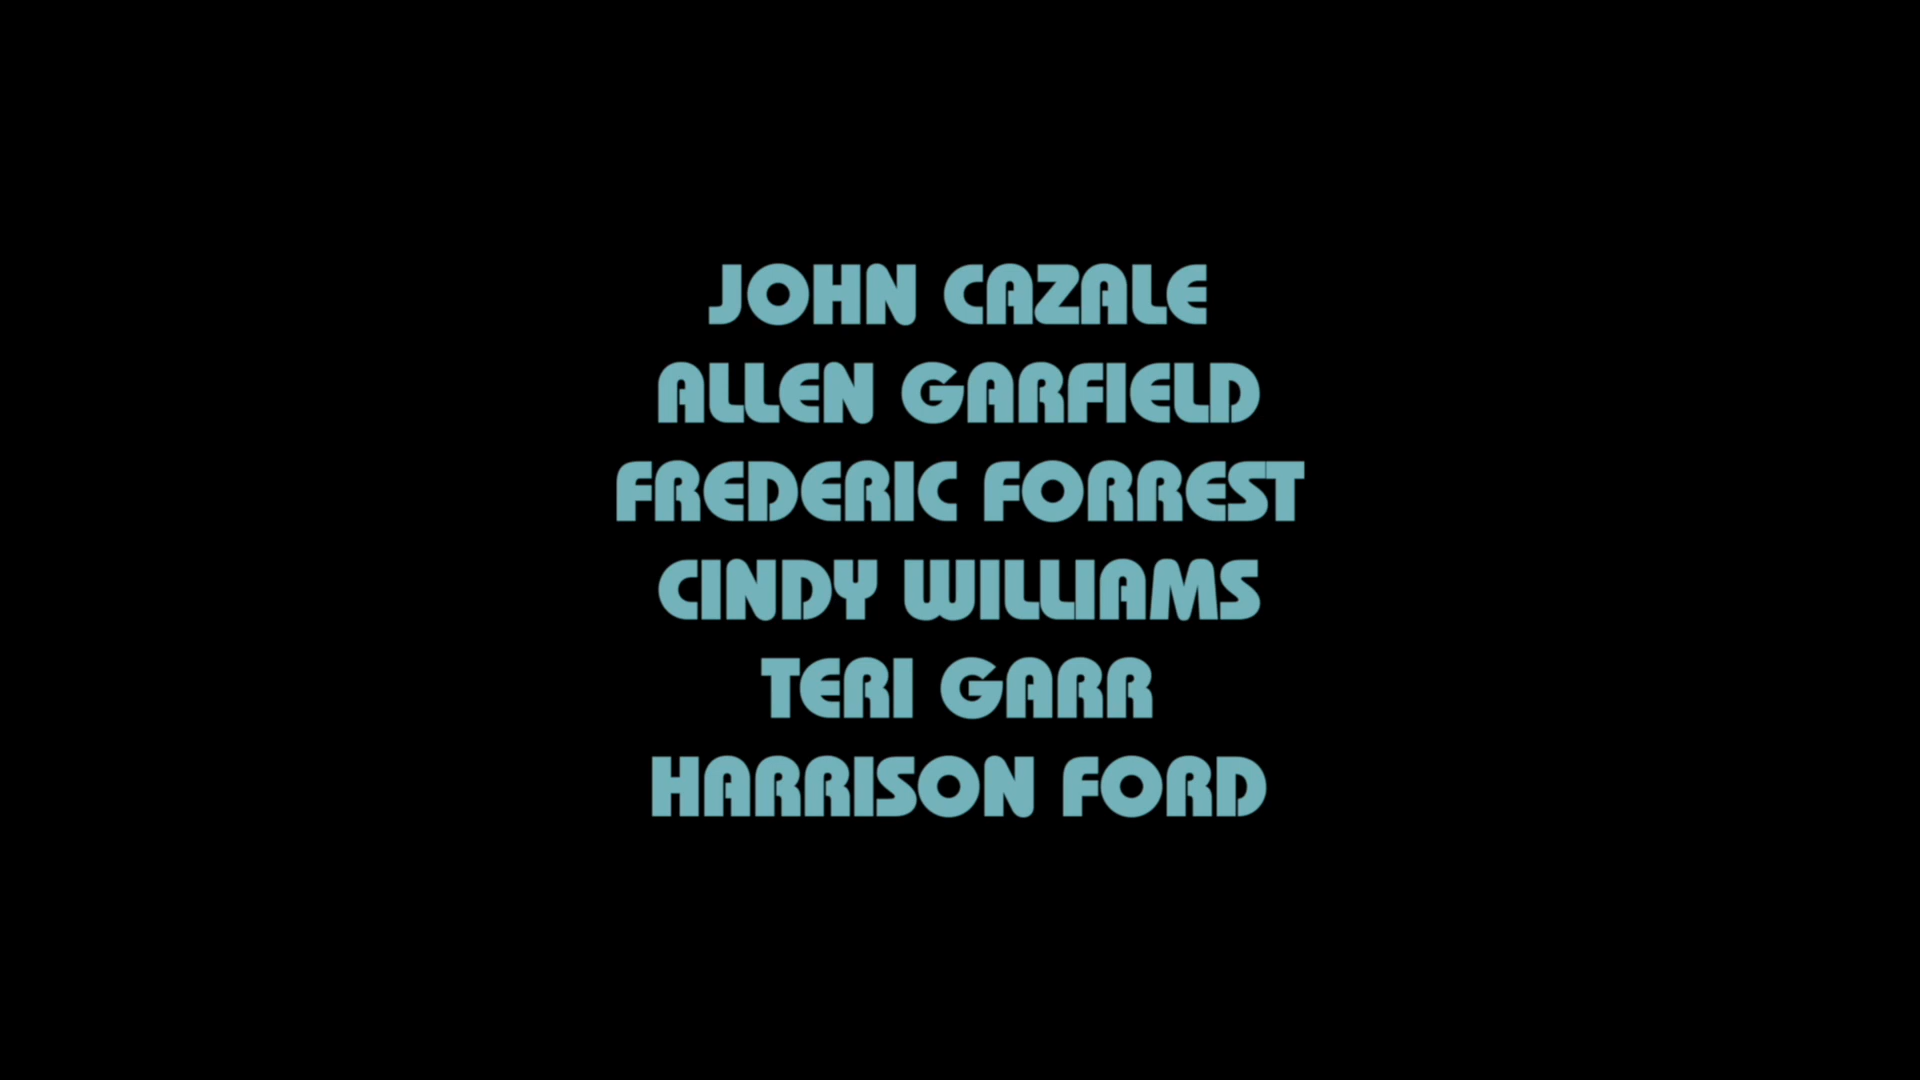 JOHN CAZALE
ALLEN GARFIELD
FREDERIC FORREST
CINDY WILLIAMS
TERI GARR
HARRISON FORD